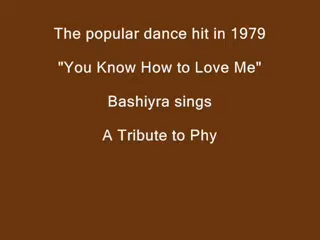 The popular dance hit in 1979
"You Know How to Love Me"
Bashiyra sings
A Tribute to Phy